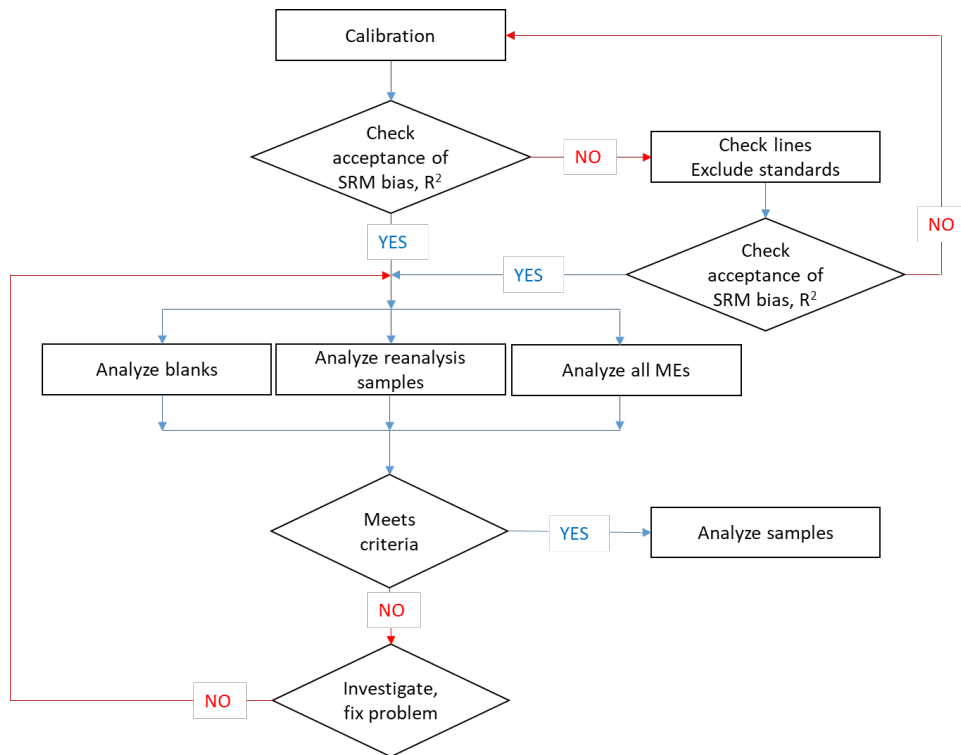 Calibration
Check
acceptance of
SRM bias, R²
NO
Check lines
Exclude standards
YES
YES
Check
acceptance of
SRM bias, R²
NO
Analyze blanks
Analyze reanalysis
samples
Analyze all MEs
Meets
criteria
YES
Analyze samples
NO
Investigate,
fix problem
NO